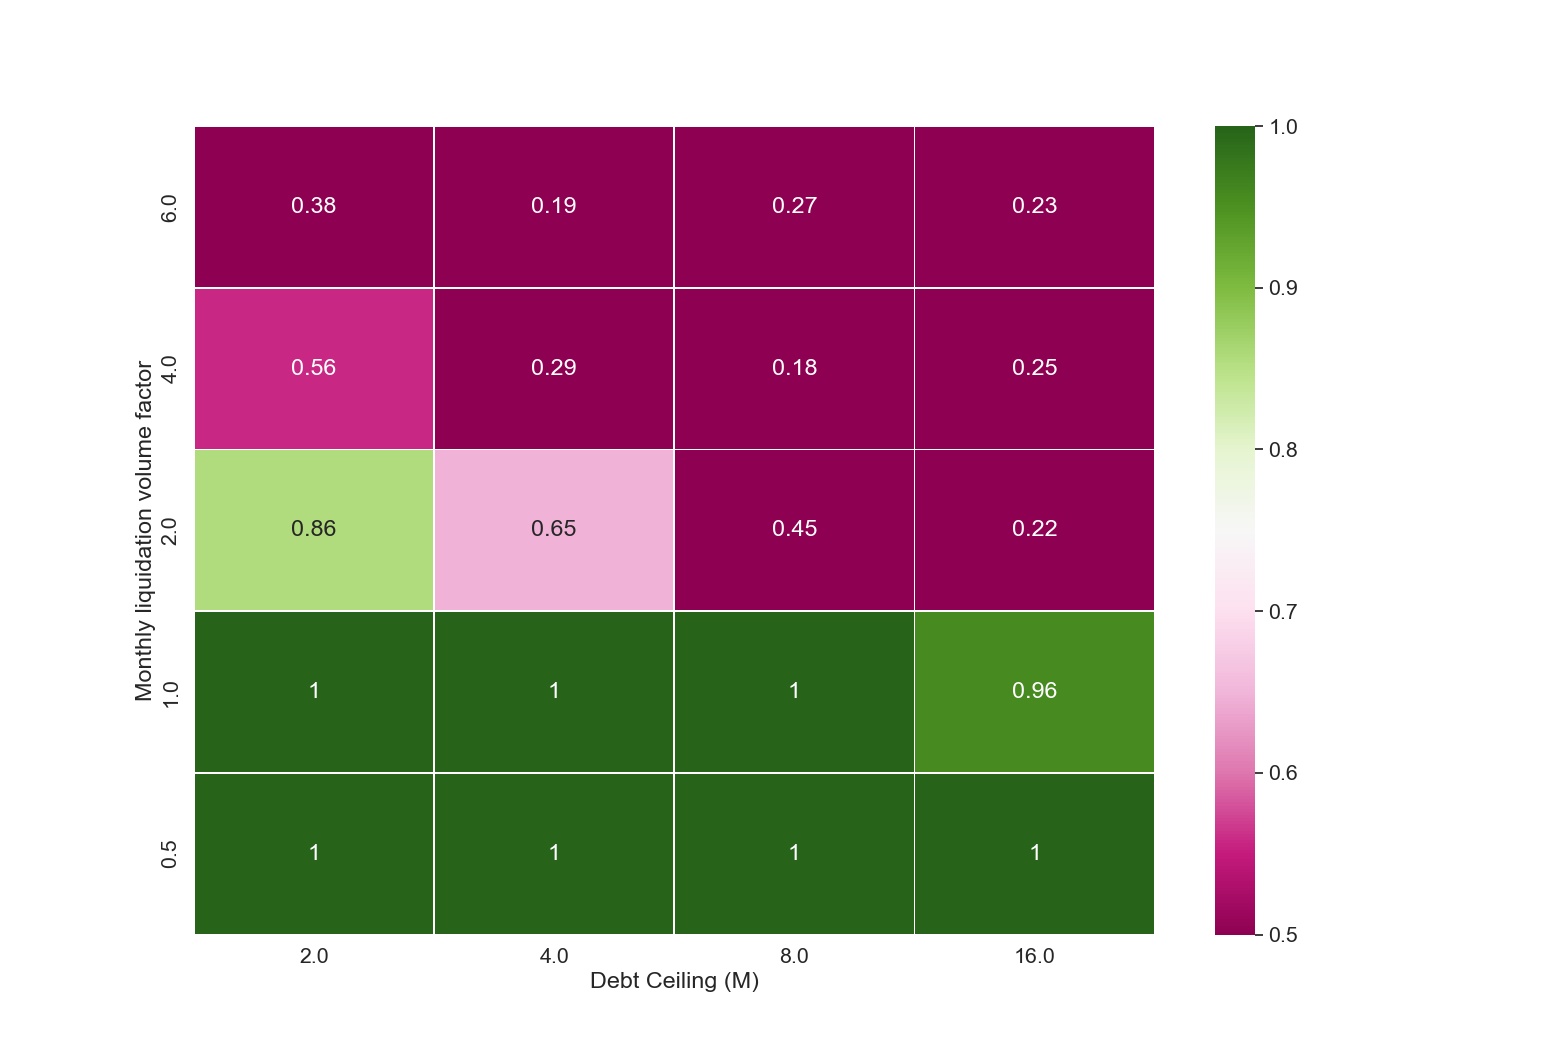 Monthly liquidation volume factor
6.0 0.38 0.19 0.27 0.23
4.0 0.56 0.29 0.18 0.25
2.0 0.86 0.65 0.45 0.22
1.0 1 1 1 0.96
0.5 1 1 1 1
2.0 4.0 8.0 16.0
Debt Ceiling (M)
1.0
0.9
0.8
0.7
0.6
0.5